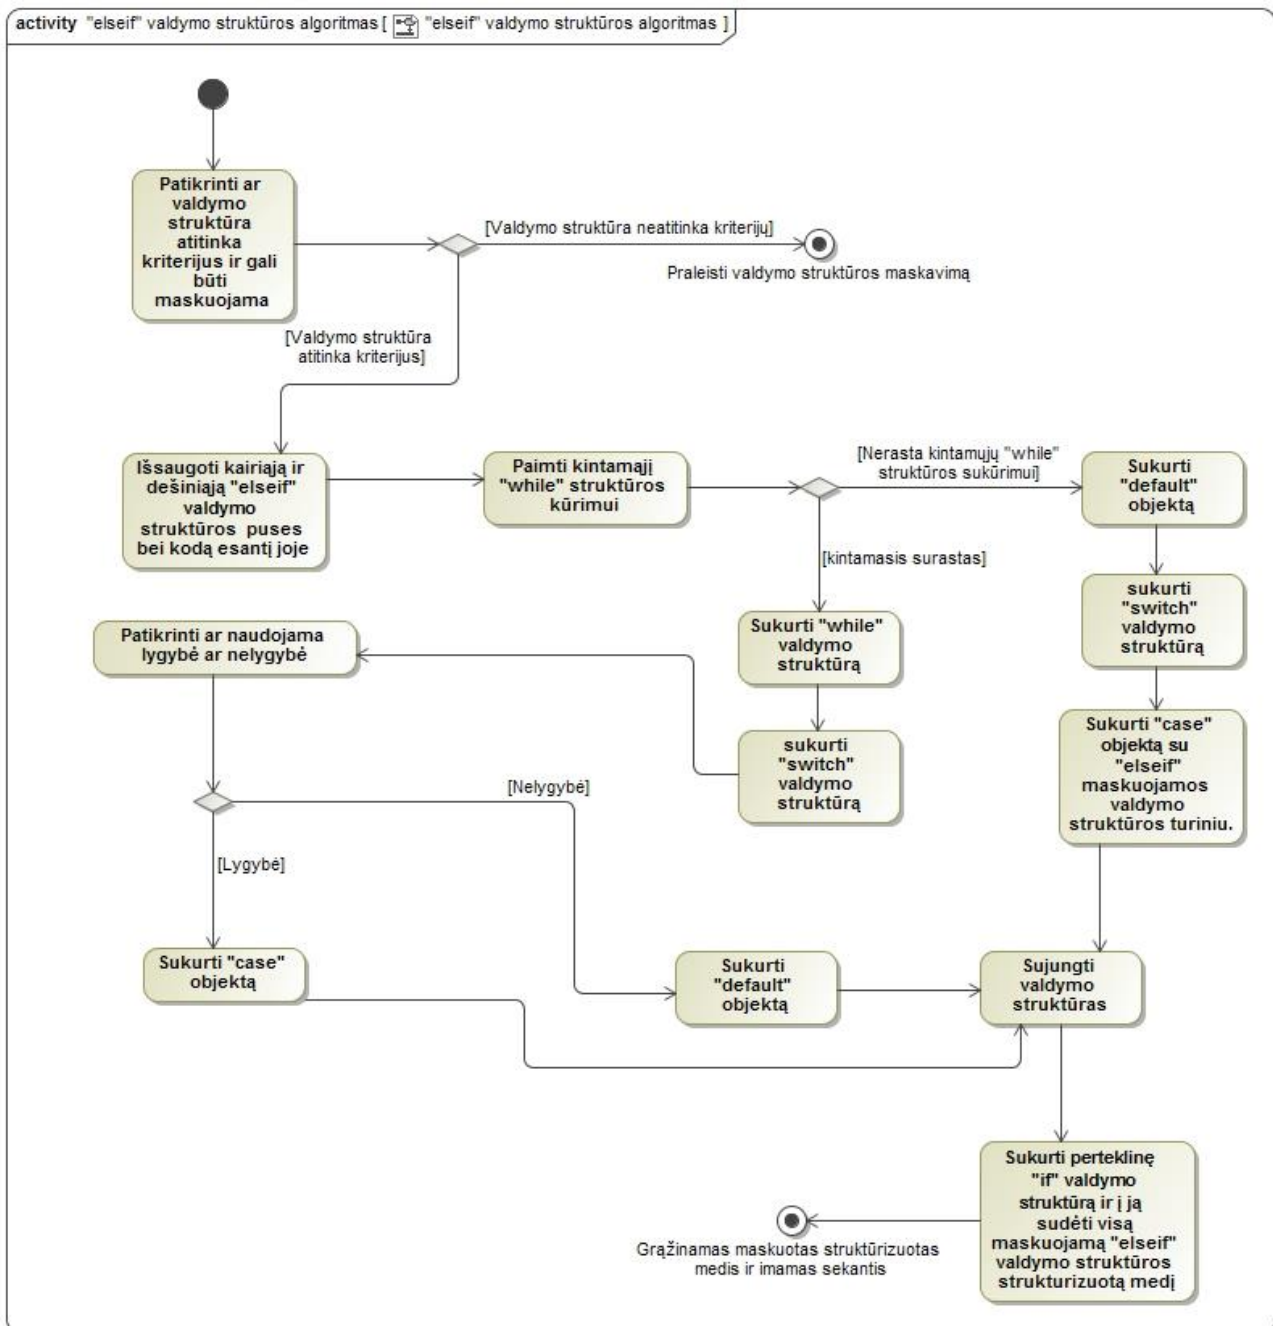 activity "elseif" valdymo struktūros algoritmas [ "elseif" valdymo struktūros algoritmas ]
Patikrinti ar
valdymo
struktūra
atitinka
kriterijus ir gali
būti
maskuojama
[Valdymo struktūra neatitinka kriterijų]
Praleisti valdymo struktūros maskavimą
[Valdymo struktūra
atitinka kriterijus]
Išsaugoti kairiąją ir
dešiniąją "elseif"
valdymo
struktūros puses
bei kodą esantį joje
Paimti kintamąjį
"while" struktūros
kūrimui
[Nerasta kintamųjų "while"
struktūros sukūrimui]
Sukurti
"default"
objektą
[kintamasis surastas]
sukurti
"switch"
valdymo
struktūrą
Patikrinti ar naudojama
lygybė ar nelygybė
Sukurti "while"
valdymo
struktūrą
sukurti
"switch"
valdymo
struktūrą
Sukurti "case"
objektą su
"elseif"
maskuojamos
valdymo
struktūros turiniu.
[Nelygybė]
[Lygybė]
Sukurti "case"
objektą
Sukurti
"default"
objektą
Sujungti
valdymo
struktūras
Sukurti perteklinę
"if" valdymo
struktūrą ir į ją
sudėti visą
maskuojamą "elseif"
valdymo struktūros
strukturizuotą medį
Grąžinamas maskuotas struktūrizuotas
medis ir imamas sekantis